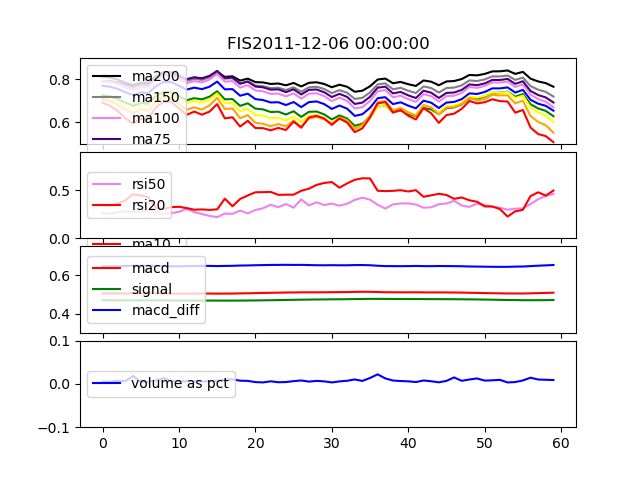 FIS2011-12-06 00:00:00
0.8
0.6
ma200
ma150
ma100
ma75
0.5
0.0
rsi50
rsi20
ma10
0.6
0.4
macd
signal
macd_diff
0.1
0.0
−0.1
volume as pct
0 10 20 30 40 50 60